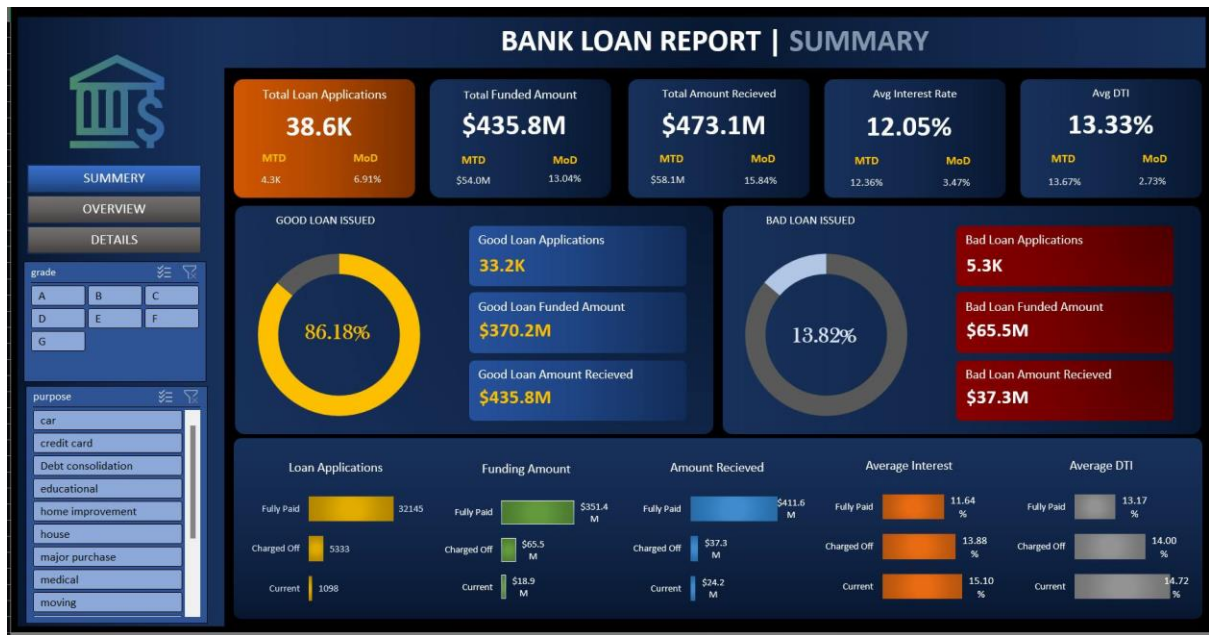 BANK LOAN REPORT | SUMMARY
SUMMERY
OVERVIEW
DETAILS
grade
A B C
D E F
G
purpose
car
credit card
Debt consolidation
educational
home improvement
house
major purchase
medical
moving
Total Loan Applications
38.6K
MTD MoD
4.3K 6.91%
Total Funded Amount
$435.8M
MTD MoD
$54.0M 13.04%
Total Amount Recieved
$473.1M
MTD MoD
$58.1M 15.84%
Avg Interest Rate
12.05%
MTD MoD
12.36% 3.47%
Avg DTI
13.33%
MTD MoD
13.67% 2.73%
GOOD LOAN ISSUED
86.18%
Good Loan Applications
33.2K
Good Loan Funded Amount
$370.2M
Good Loan Amount Recieved
$435.8M
BAD LOAN ISSUED
13.82%
Bad Loan Applications
5.3K
Bad Loan Funded Amount
$65.5M
Bad Loan Amount Recieved
$37.3M
Loan Applications
Fully Paid 32145
Charged Off 5333
Current 1098
Funding Amount
Fully Paid $351.4
M
Charged Off $65.5
M
Current $18.9
M
Amount Recieved
Fully Paid $411.6
M
Charged Off $37.3
M
Current $24.2
M
Average Interest
Fully Paid 11.64
%
Charged Off 13.88
%
Current 15.10
%
Average DTI
Fully Paid 13.17
%
Charged Off 14.00
%
Current 14.72
%